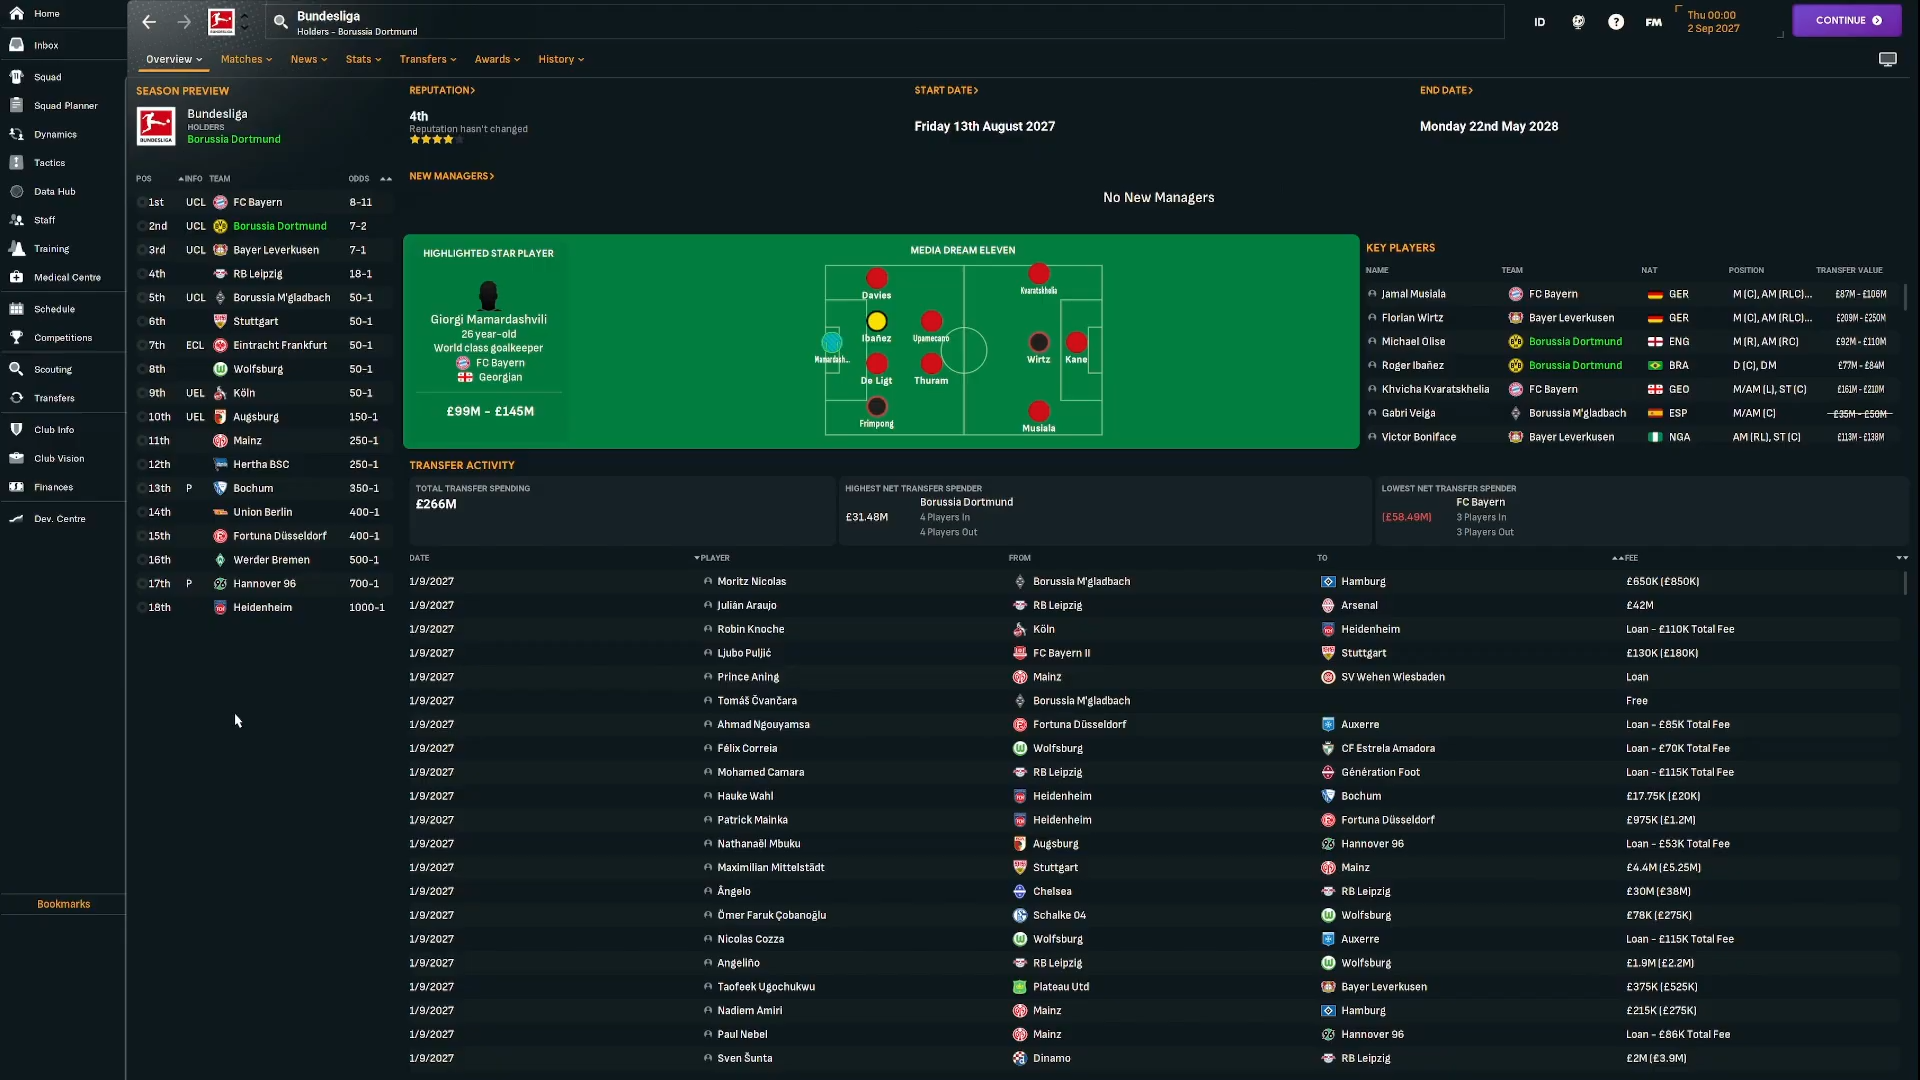 Home
Inbox
Squad
Squad Planner
Dynamics
Tactics
Data Hub
Staff
Training
Medical Centre
Schedule
Competitions
Scouting
Transfers
Club Info
Club Vision
Finances
Dev. Centre
Bookmarks
Bundesliga
Holders - Borussia Dortmund
ID
?
FM
Thu 00:00
2 Sep 2027
CONTINUE
Overview Matches News Stats Transfers Awards History
SEASON PREVIEW
BUNDESLIGA
Bundesliga
HOLDERS
Borussia Dortmund
POS INFO TEAM ODDS
1st UCL FC Bayern 8-11
2nd UCL Borussia Dortmund 7-2
3rd UCL Bayer Leverkusen 7-1
4th RB Leipzig 18-1
5th UCL Borussia M'gladbach 50-1
6th Stuttgart 50-1
7th ECL Eintracht Frankfurt 50-1
8th Wolfsburg 50-1
9th UEL Köln 50-1
10th UEL Augsburg 150-1
11th Mainz 250-1
12th Hertha BSC 250-1
13th P Bochum 350-1
14th Union Berlin 400-1
15th Fortuna Düsseldorf 400-1
16th Werder Bremen 500-1
17th P Hannover 96 700-1
18th Heidenheim 1000-1
REPUTATION>
4th
Reputation hasn't changed
START DATE>
Friday 13th August 2027
END DATE>
Monday 22nd May 2028
NEW MANAGERS>
No New Managers
HIGHLIGHTED STAR PLAYER
Giorgi Mamardashvili
26 year-old
World class goalkeeper
FC Bayern
Georgian
£99M - £145M
MEDIA DREAM ELEVEN
Davies
Kvaratskhelia
Ibañez
Upamecano
Mamardash...
Wirtz
Kane
De Ligt
Thuram
Frimpong
Musiala
KEY PLAYERS
NAME TEAM NAT POSITION TRANSFER VALUE
Jamal Musiala FC Bayern GER M (C), AM (RLC)... £87M - £106M
Florian Wirtz Bayer Leverkusen GER M (C), AM (RLC)... £209M - £250M
Michael Olise Borussia Dortmund ENG M (R), AM (RC) £92M - £110M
Roger Ibañez Borussia Dortmund BRA D (C), DM £77M - £84M
Khvicha Kvaratskhelia FC Bayern GEO M/AM (L), ST (C) £161M - £210M
Gabri Veiga Borussia M'gladbach ESP M/AM (C) £35M - £50M
Victor Boniface Bayer Leverkusen NGA AM (RL), ST (C) £113M - £138M
TRANSFER ACTIVITY
TOTAL TRANSFER SPENDING
£266M
HIGHEST NET TRANSFER SPENDER
£31.48M
Borussia Dortmund
4 Players In
4 Players Out
LOWEST NET TRANSFER SPENDER
(£58.49M)
FC Bayern
3 Players In
3 Players Out
DATE PLAYER FROM TO FEE
1/9/2027 Moritz Nicolas Borussia M'gladbach Hamburg £650K (£850K)
1/9/2027 Julián Araujo RB Leipzig Arsenal £42M
1/9/2027 Robin Knoche Köln Heidenheim Loan - £110K Total Fee
1/9/2027 Ljubo Puljić FC Bayern II Stuttgart £130K (£180K)
1/9/2027 Prince Aning Mainz SV Wehen Wiesbaden Loan
1/9/2027 Tomáš Čvančara Borussia M'gladbach Free
1/9/2027 Ahmad Ngouyamsa Fortuna Düsseldorf Auxerre Loan - £85K Total Fee
1/9/2027 Félix Correia Wolfsburg CF Estrela Amadora Loan - £70K Total Fee
1/9/2027 Mohamed Camara RB Leipzig Génération Foot Loan - £115K Total Fee
1/9/2027 Hauke Wahl Heidenheim Bochum £17.75K (£20K)
1/9/2027 Patrick Mainka Heidenheim Fortuna Düsseldorf £975K (£1.2M)
1/9/2027 Nathanaël Mbuku Augsburg Hannover 96 Loan - £53K Total Fee
1/9/2027 Maximilian Mittelstädt Stuttgart Mainz £4.4M (£5.25M)
1/9/2027 Ângelo Chelsea RB Leipzig £30M (£38M)
1/9/2027 Ömer Faruk Çobanoğlu Schalke 04 Wolfsburg £78K (£275K)
1/9/2027 Nicolas Cozza Wolfsburg Auxerre Loan - £115K Total Fee
1/9/2027 Angeliño RB Leipzig Wolfsburg £1.9M (£2.2M)
1/9/2027 Taofeek Ugochukwu Plateau Utd Bayer Leverkusen £375K (£525K)
1/9/2027 Nadiem Amiri Mainz Hamburg £215K (£275K)
1/9/2027 Paul Nebel Mainz Hannover 96 Loan - £86K Total Fee
1/9/2027 Sven Šunta Dinamo RB Leipzig £2M (£3.9M)